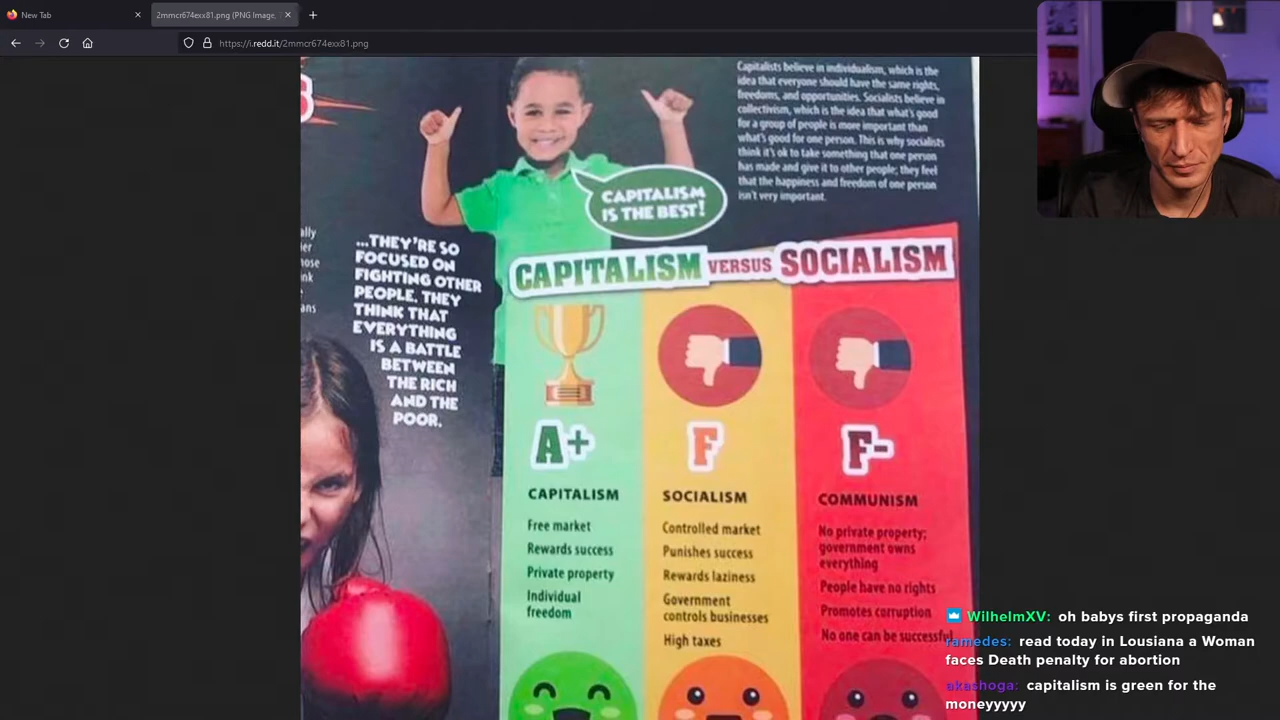 New Tab
2mmcr674exx81.png (PNG Image,
https://i.redd.it/2mmcr674exx81.png
Capitalists believe in individualism, which is the
idea that everyone should have the same rights,
freedoms, and opportunities. Socialists believe in
collectivism, which is the idea that what's good
for a group of people is more important than
what's good for one person. This is why socialists
think it's ok to take something that one person
has made and give it to other people; they feel
that the happiness and freedom of one person
isn't very important.
CAPITALISM
IS THE BEST!
...THEY'RE SO
FOCUSED ON
FIGHTING OTHER
PEOPLE, THEY
THINK THAT
EVERYTHING
IS A BATTLE
BETWEEN
THE RICH
AND THE
POOR.
CAPITALISM VERSUS SOCIALISM
A+
CAPITALISM
Free market
Rewards success
Private property
Individual
freedom
F
SOCIALISM
Controlled market
Punishes success
Rewards laziness
Government
controls businesses
High taxes
F-
COMMUNISM
No private property;
government owns
everything
People have no rights
Promotes corruption
No one can be successful
WilhelmXV: oh babys first propaganda
ramedes: read today in Lousiana a Woman
faces Death penalty for abortion
akashoga: capitalism is green for the
moneyyyyy